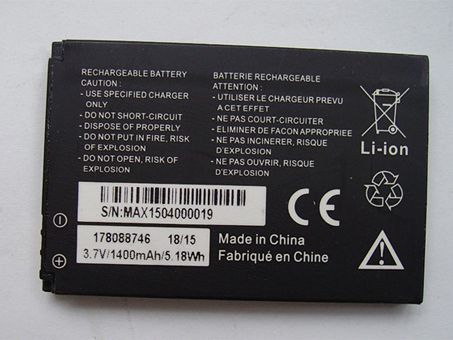 RECHARGEABLE BATTERY
CAUTION :
- USE SPECIFIED CHARGER
ONLY
- DO NOT SHORT-CIRCUIT
- DISPOSE OF PROPERLY
- DO NOT PUT IN FIRE, RISK
OF EXPLOSION
- DO NOT OPEN, RISK OF
EXPLOSION
BATTERIE RECHARGEABLE
ATTENTION :
- UTILISER LE CHARGEUR PREVU
A CET EFFET
- NE PAS COURT-CIRCUITER
- ELIMINER DE FACON APPROPRIEE
- NE PAS INCINERER, RISQUE
D'EXPLOSION
- NE PAS OUVRIR, RISQUE
D'EXPLOSION
Li-ion
S/N:MAX1504000019
178088746 18/15
3.7V/1400mAh/5.18Wh
CE
Made in China
Fabriqué en Chine